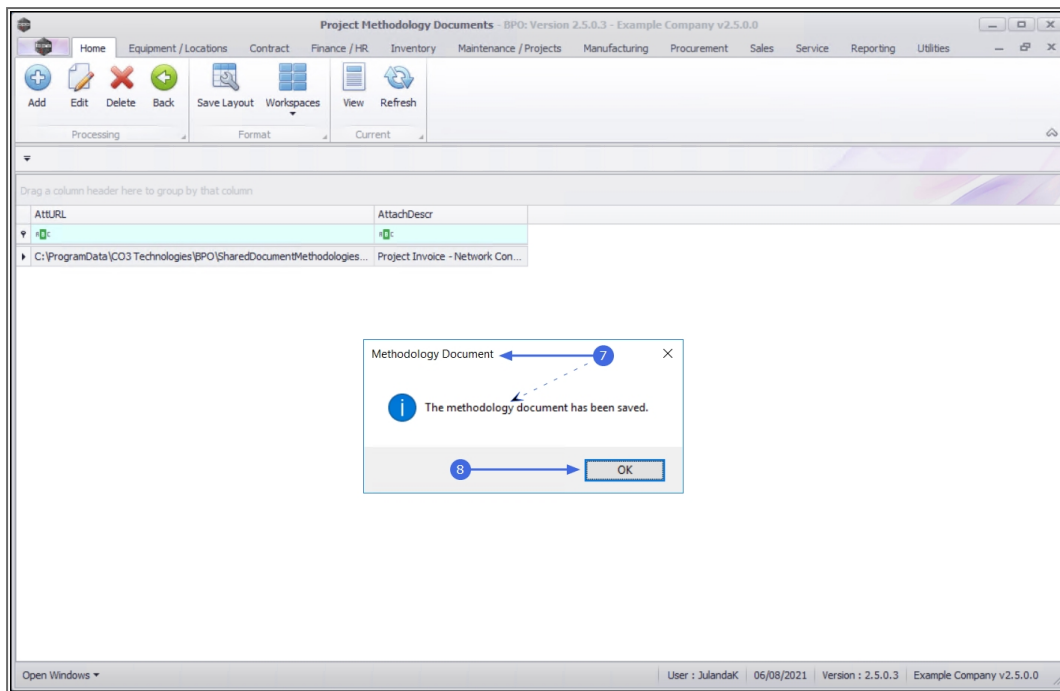 Project Methodology Documents - BPO: Version 2.5.0.3 - Example Company v2.5.0.0
Home Equipment / Locations Contract Finance / HR Inventory Maintenance / Projects Manufacturing Procurement Sales Service Reporting Utilities
Add Edit Delete Back Save Layout Workspaces View Refresh
Processing Format Current
Drag a column header here to group by that column
AttURL AttachDescr
C:\ProgramData\CO3 Technologies\BPO\SharedDocumentMethodologies... Project Invoice - Network Con...
Methodology Document 7
The methodology document has been saved.
8 OK
Open Windows User : JulandaK 06/08/2021 Version : 2.5.0.3 Example Company v2.5.0.0